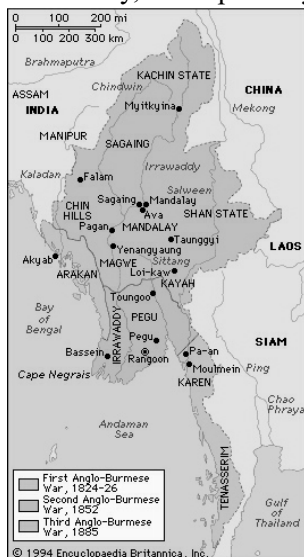 0 100 200 mi
0 100 200 300 km
Brahmaputra
KACHIN STATE
Chindwin
CHINA
ASSAM
Myitkyina
Mekong
INDIA
MANIPUR
SAGAING
Irrawaddy
Kaladan
Falam
Salween
CHIN HILLS
Sagaing
Mandalay
Ava
SHAN STATE
Pagan
MANDALAY
Taunggyi
Yenangyaung
LAOS
Akyab
MAGWE
Sittang
Loi-kaw
ARAKAN
KAYAH
Toungoo
Bay of Bengal
IRRAWADDY
PEGU
SIAM
Pegu
Bassein
Pa-an
Ping
Rangoon
Moulmein
Cape Negrais
KAREN
Chao Phraya
Andaman Sea
TENASSERIM
First Anglo-Burmese War, 1824-26
Second Anglo-Burmese War, 1852
Third Anglo-Burmese War, 1885
Gulf of Thailand
© 1994 Encyclopaedia Britannica, Inc.